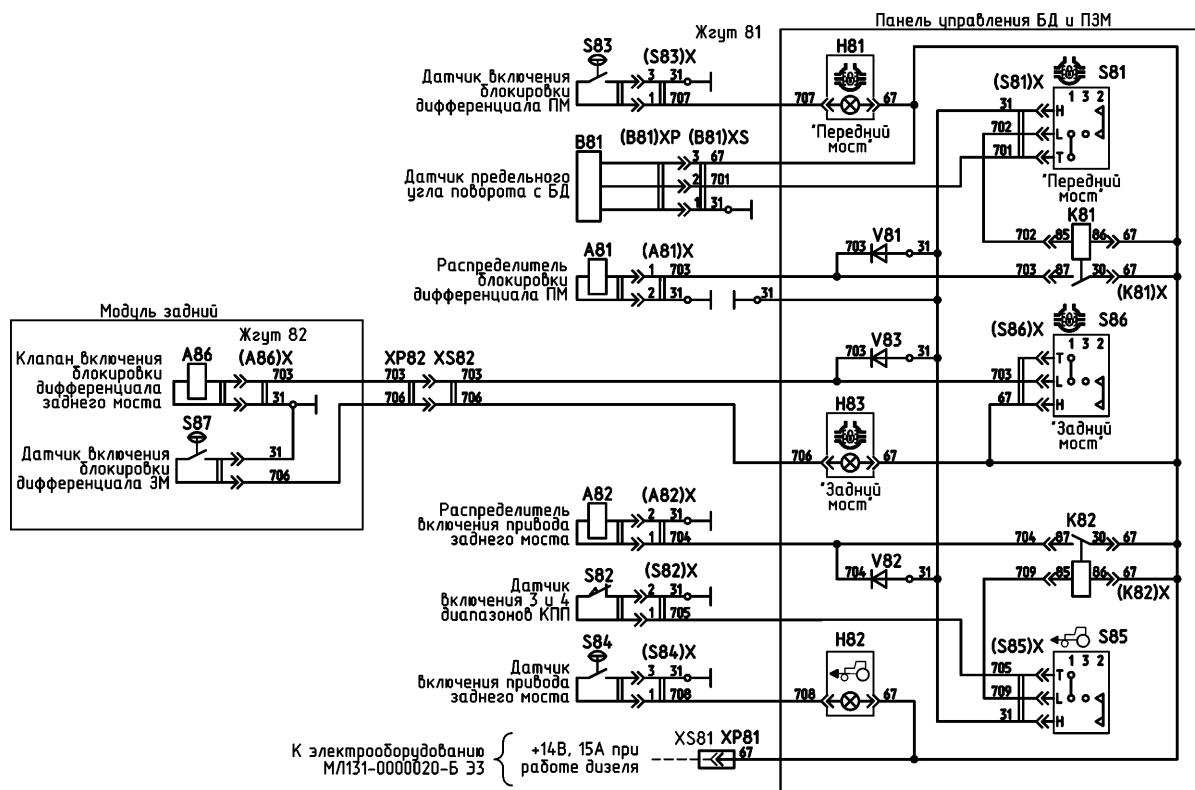 Панель управления БД и ПЗМ
Жгут 81
S83
(S83)X
Датчик включения
блокировки
дифференциала ПМ
3 31
1 707
707
H81
67
"Передний
мост"
(S81)X
S81
1 3 2
31 H
702 L
701 T
"Передний
мост"
B81
(B81)XP
(B81)XS
Датчик предельного
угла поворота с БД
3 67
2 701
1 31
K81
702 85 86 67
703 87 30 67
(K81)X
V81
703 31
A81
(A81)X
Распределитель
блокировки
дифференциала ПМ
1 703
2 31
31
Модуль задний
Жгут 82
Клапан включения
блокировки
дифференциала
заднего моста
A86
(A86)X
703
31
XP82
XS82
703 703
706 706
V83
703 31
(S86)X
S86
1 3 2
T
703 L
67 H
"Задний
мост"
S87
Датчик включения
блокировки
дифференциала ЗМ
31
706
H83
706 67
"Задний
мост"
A82
(A82)X
Распределитель
включения привода
заднего моста
2 31
1 704
K82
704 87 30 67
709 85 86 67
(K82)X
V82
704 31
S82
(S82)X
Датчик
включения 3 и 4
диапазонов КПП
2 31
1 705
S84
(S84)X
Датчик
включения привода
заднего моста
3 31
1 708
H82
708 67
(S85)X
S85
1 3 2
705 T
709 L
31 H
К электрооборудованию
МЛ131-0000020-Б Э3
+14В, 15А при
работе дизеля
XS81 XP81
67